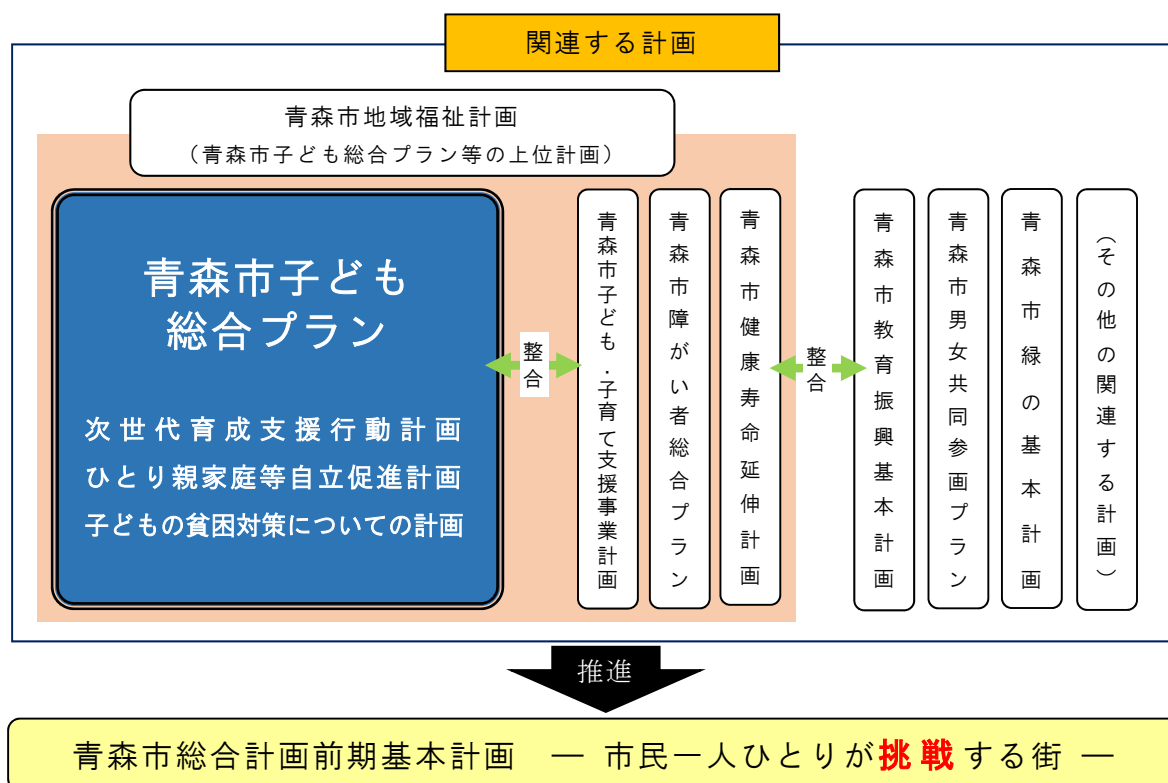 関連する計画
青森市地域福祉計画
（青森市子ども総合プラン等の上位計画）
青森市子ども
総合プラン
次世代育成支援行動計画
ひとり親家庭等自立促進計画
子どもの貧困対策についての計画
整合
青森市子ども・子育て支援事業計画
青森市障がい者総合プラン
青森市健康寿命延伸計画
整合
青森市教育振興基本計画
青森市男女共同参画プラン
青森市緑の基本計画
（その他の関連する計画）
推進
青森市総合計画前期基本計画　― 市民一人ひとりが挑戦する街 ―